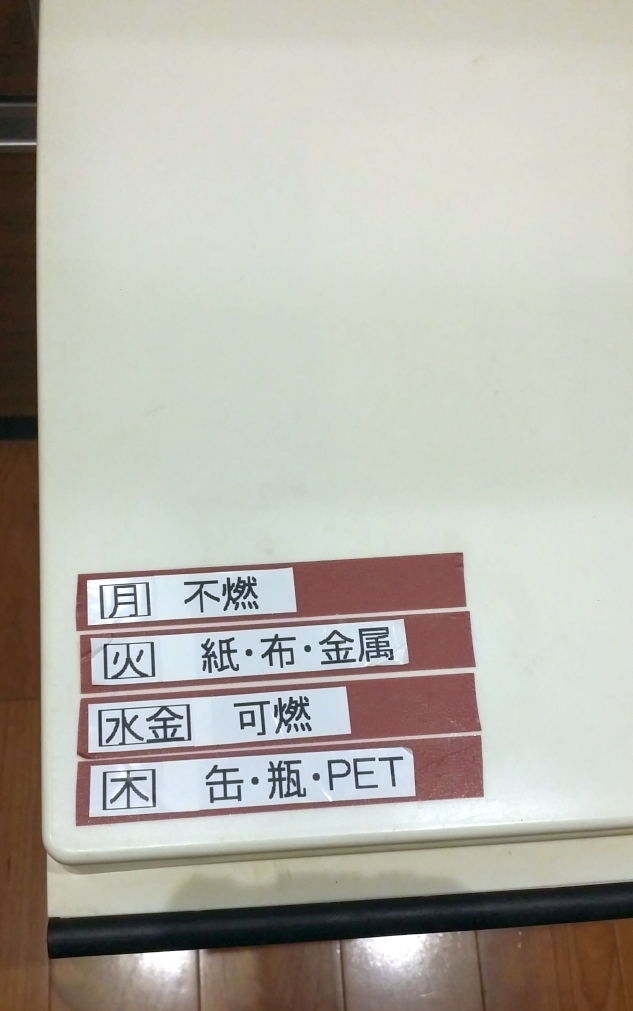 月 不燃
火 紙・布・金属
水金 可燃
木 缶・瓶・PET